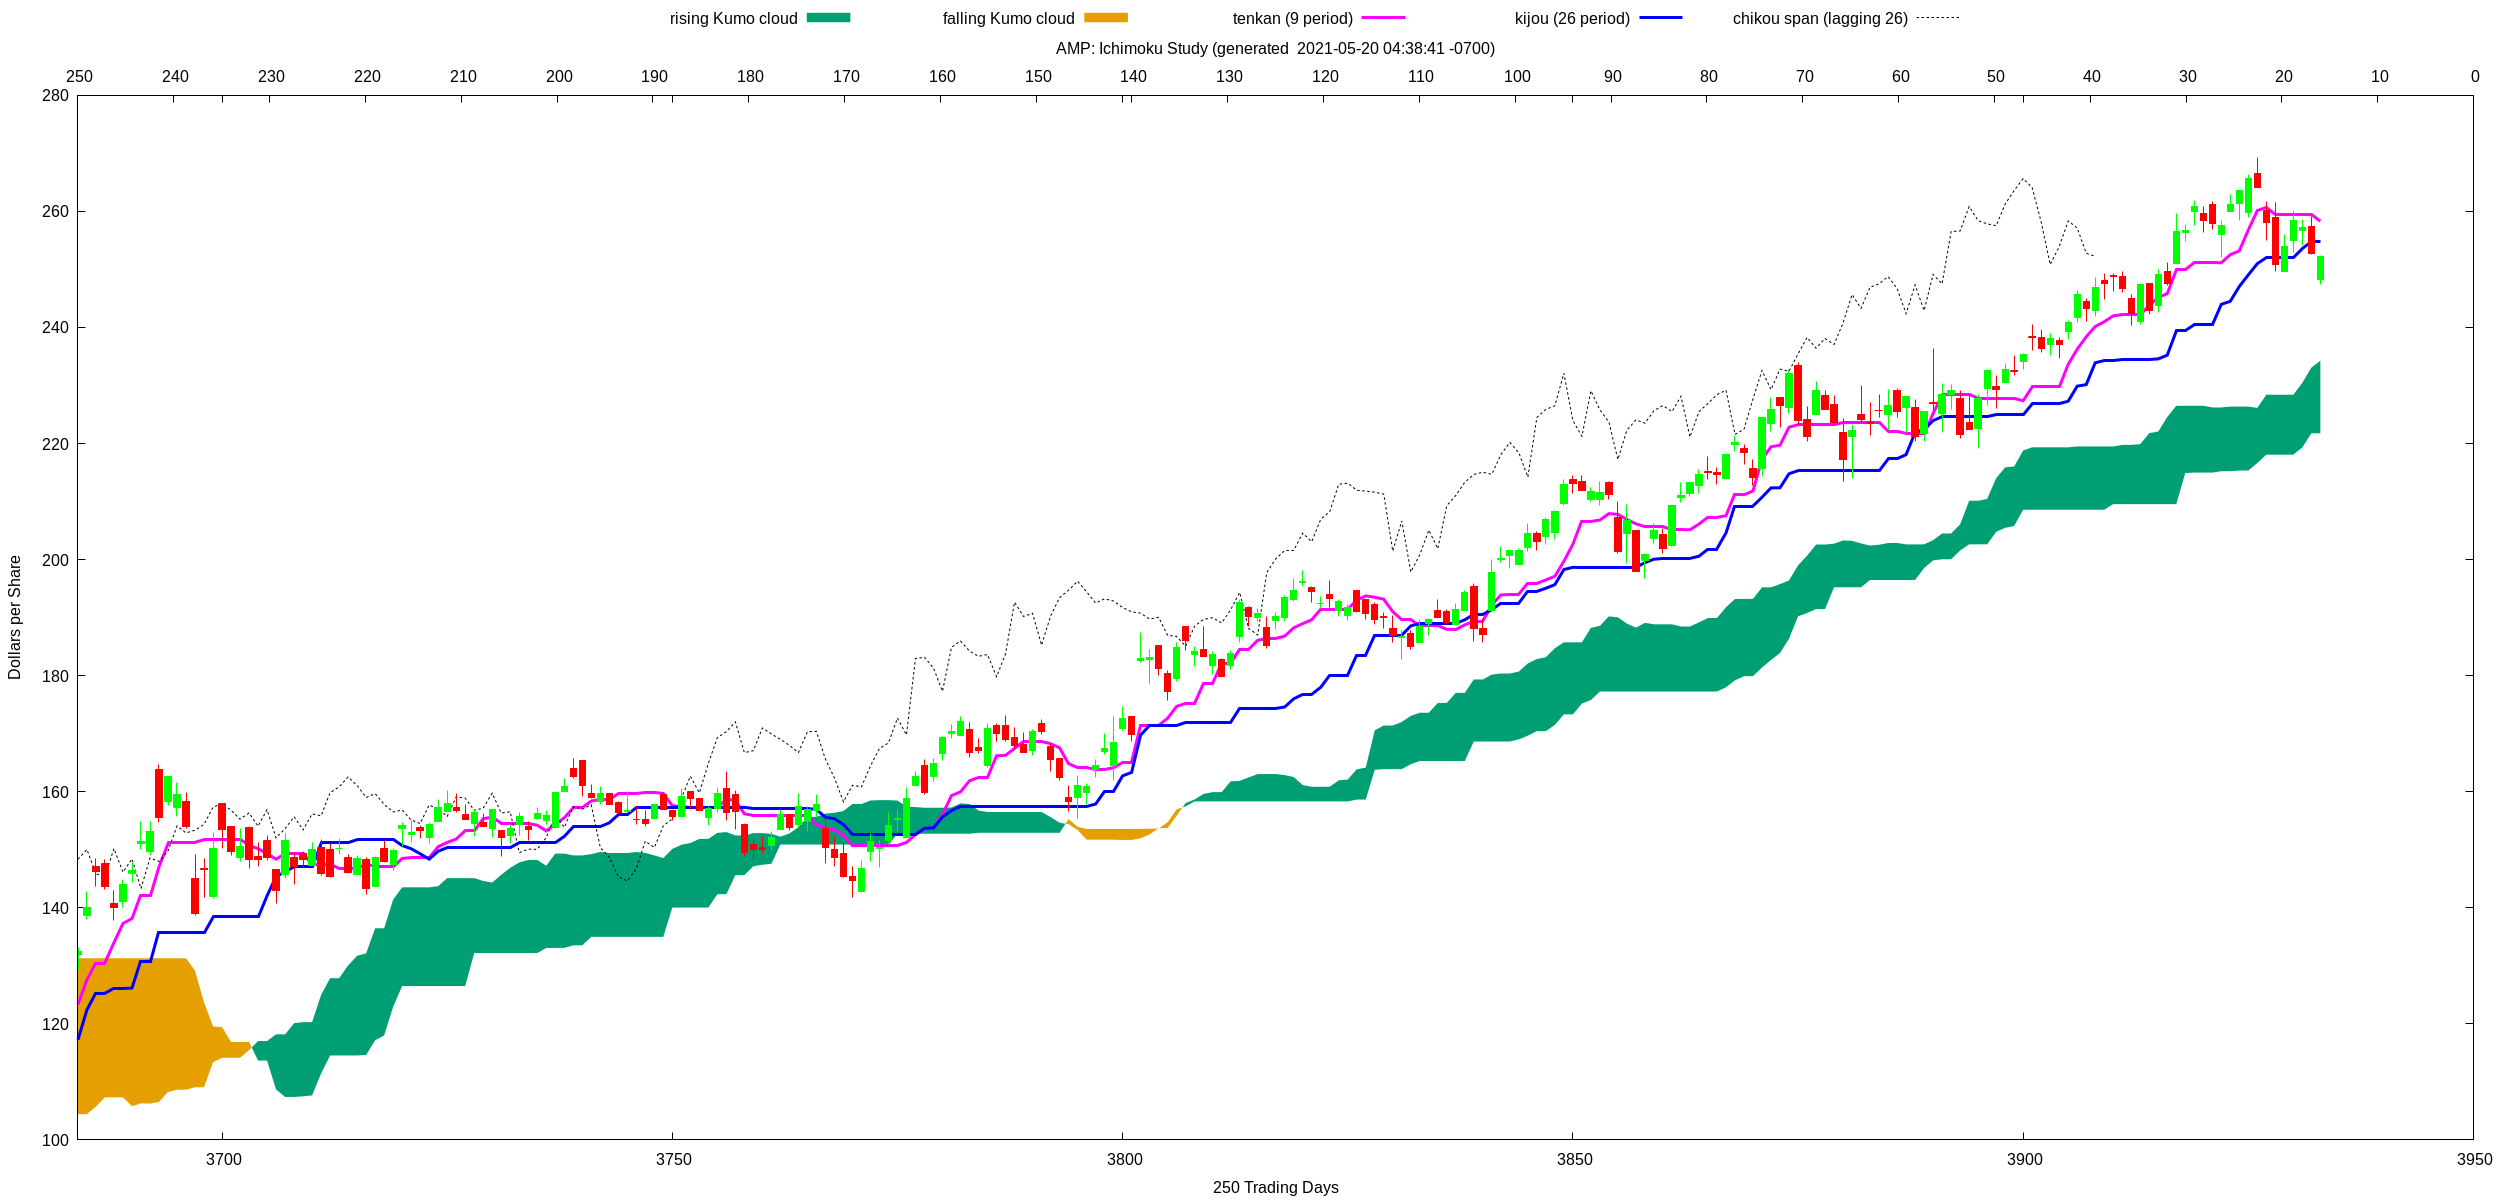 rising Kumo cloud falling Kumo cloud tenkan (9 period) kijou (26 period) chikou span (lagging 26)
AMP: Ichimoku Study (generated  2021-05-20 04:38:41 -0700)
250 240 230 220 210 200 190 180 170 160 150 140 130 120 110 100 90 80 70 60 50 40 30 20 10 0
280
260
240
220
200
180
160
140
120
100
Dollars per Share
3700 3750 3800 3850 3900 3950
250 Trading Days